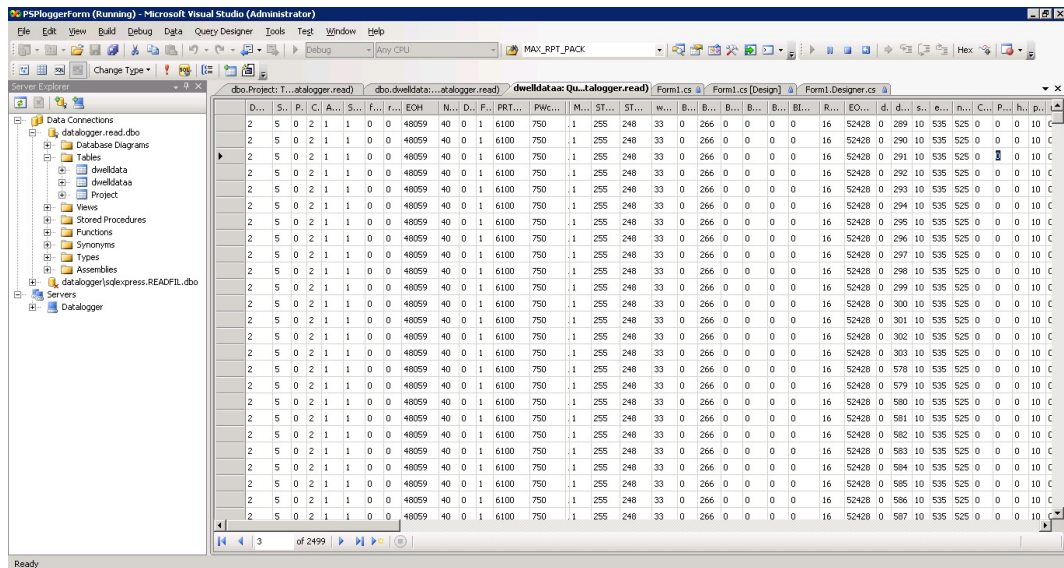 PSPloggerForm (Running) - Microsoft Visual Studio (Administrator)
File Edit View Build Debug Data Query Designer Tools Test Window Help
Debug Any CPU MAX_RPT_PACK Hex
Change Type
Server Explorer
dbo.Project: T...atalogger.read) dbo.dwelldata:...atalogger.read) dwelldataa: Qu...talogger.read) Form1.cs Form1.cs [Design] Form1.Designer.cs
Data Connections
datalogger.read.dbo
Database Diagrams
Tables
dwelldata
dwelldataa
Project
Views
Stored Procedures
Functions
Synonyms
Types
Assemblies
datalogger\sqlexpress.READFIL.dbo
Servers
Datalogger
D... S.. P. C. A... S... f... r... EOH N... D.. F.. PRT... PWc... M... ST... ST... w... B... B... B... B... B... BI... R... EO... d. d... s.. e... n... C... P... h.. p..
2 5 0 2 1 1 0 0 48059 40 0 1 6100 750 .1 255 248 33 0 266 0 0 0 0 16 52428 0 289 10 535 525 0 0 0 10
2 5 0 2 1 1 0 0 48059 40 0 1 6100 750 .1 255 248 33 0 266 0 0 0 0 16 52428 0 290 10 535 525 0 0 0 10
2 5 0 2 1 1 0 0 48059 40 0 1 6100 750 .1 255 248 33 0 266 0 0 0 0 16 52428 0 291 10 535 525 0 0 0 10
2 5 0 2 1 1 0 0 48059 40 0 1 6100 750 .1 255 248 33 0 266 0 0 0 0 16 52428 0 292 10 535 525 0 0 0 10
2 5 0 2 1 1 0 0 48059 40 0 1 6100 750 .1 255 248 33 0 266 0 0 0 0 16 52428 0 293 10 535 525 0 0 0 10
2 5 0 2 1 1 0 0 48059 40 0 1 6100 750 .1 255 248 33 0 266 0 0 0 0 16 52428 0 294 10 535 525 0 0 0 10
2 5 0 2 1 1 0 0 48059 40 0 1 6100 750 .1 255 248 33 0 266 0 0 0 0 16 52428 0 295 10 535 525 0 0 0 10
2 5 0 2 1 1 0 0 48059 40 0 1 6100 750 .1 255 248 33 0 266 0 0 0 0 16 52428 0 296 10 535 525 0 0 0 10
2 5 0 2 1 1 0 0 48059 40 0 1 6100 750 .1 255 248 33 0 266 0 0 0 0 16 52428 0 297 10 535 525 0 0 0 10
2 5 0 2 1 1 0 0 48059 40 0 1 6100 750 .1 255 248 33 0 266 0 0 0 0 16 52428 0 298 10 535 525 0 0 0 10
2 5 0 2 1 1 0 0 48059 40 0 1 6100 750 .1 255 248 33 0 266 0 0 0 0 16 52428 0 299 10 535 525 0 0 0 10
2 5 0 2 1 1 0 0 48059 40 0 1 6100 750 .1 255 248 33 0 266 0 0 0 0 16 52428 0 300 10 535 525 0 0 0 10
2 5 0 2 1 1 0 0 48059 40 0 1 6100 750 .1 255 248 33 0 266 0 0 0 0 16 52428 0 301 10 535 525 0 0 0 10
2 5 0 2 1 1 0 0 48059 40 0 1 6100 750 .1 255 248 33 0 266 0 0 0 0 16 52428 0 302 10 535 525 0 0 0 10
2 5 0 2 1 1 0 0 48059 40 0 1 6100 750 .1 255 248 33 0 266 0 0 0 0 16 52428 0 303 10 535 525 0 0 0 10
2 5 0 2 1 1 0 0 48059 40 0 1 6100 750 .1 255 248 33 0 266 0 0 0 0 16 52428 0 578 10 535 525 0 0 0 10
2 5 0 2 1 1 0 0 48059 40 0 1 6100 750 .1 255 248 33 0 266 0 0 0 0 16 52428 0 579 10 535 525 0 0 0 10
2 5 0 2 1 1 0 0 48059 40 0 1 6100 750 .1 255 248 33 0 266 0 0 0 0 16 52428 0 580 10 535 525 0 0 0 10
2 5 0 2 1 1 0 0 48059 40 0 1 6100 750 .1 255 248 33 0 266 0 0 0 0 16 52428 0 581 10 535 525 0 0 0 10
2 5 0 2 1 1 0 0 48059 40 0 1 6100 750 .1 255 248 33 0 266 0 0 0 0 16 52428 0 582 10 535 525 0 0 0 10
2 5 0 2 1 1 0 0 48059 40 0 1 6100 750 .1 255 248 33 0 266 0 0 0 0 16 52428 0 583 10 535 525 0 0 0 10
2 5 0 2 1 1 0 0 48059 40 0 1 6100 750 .1 255 248 33 0 266 0 0 0 0 16 52428 0 584 10 535 525 0 0 0 10
2 5 0 2 1 1 0 0 48059 40 0 1 6100 750 .1 255 248 33 0 266 0 0 0 0 16 52428 0 585 10 535 525 0 0 0 10
2 5 0 2 1 1 0 0 48059 40 0 1 6100 750 .1 255 248 33 0 266 0 0 0 0 16 52428 0 586 10 535 525 0 0 0 10
2 5 0 2 1 1 0 0 48059 40 0 1 6100 750 .1 255 248 33 0 266 0 0 0 0 16 52428 0 587 10 535 525 0 0 0 10
3 of 2499
Ready